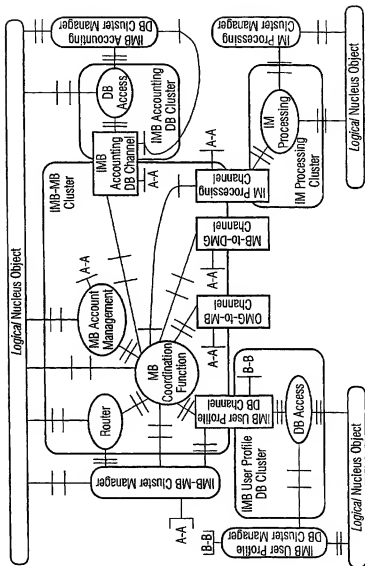 Logical Nucleus Object
IMB Accounting
DB Cluster Manager
DB
Access
IMB Accounting
DB Cluster
IMB
Accounting
DB Channel
A-A
A-A
IMB-MB
Cluster
MB Account
Management
A-A
Router
MB
Coordination
Function
IMB-MB Cluster Manager
A-A
IM Processing
Cluster Manager
Logical Nucleus Object
IM
Processing
IM Processing
Cluster
IM Processing
Channel
MB-to-DMG
Channel
A-A
DMG-to-MB
Channel
A-A
IMB User Profile
DB Channel
B-B
IMB User Profile
DB Cluster
DB Access
B-B
IMB User Profile
DB Cluster Manager
Logical Nucleus Object